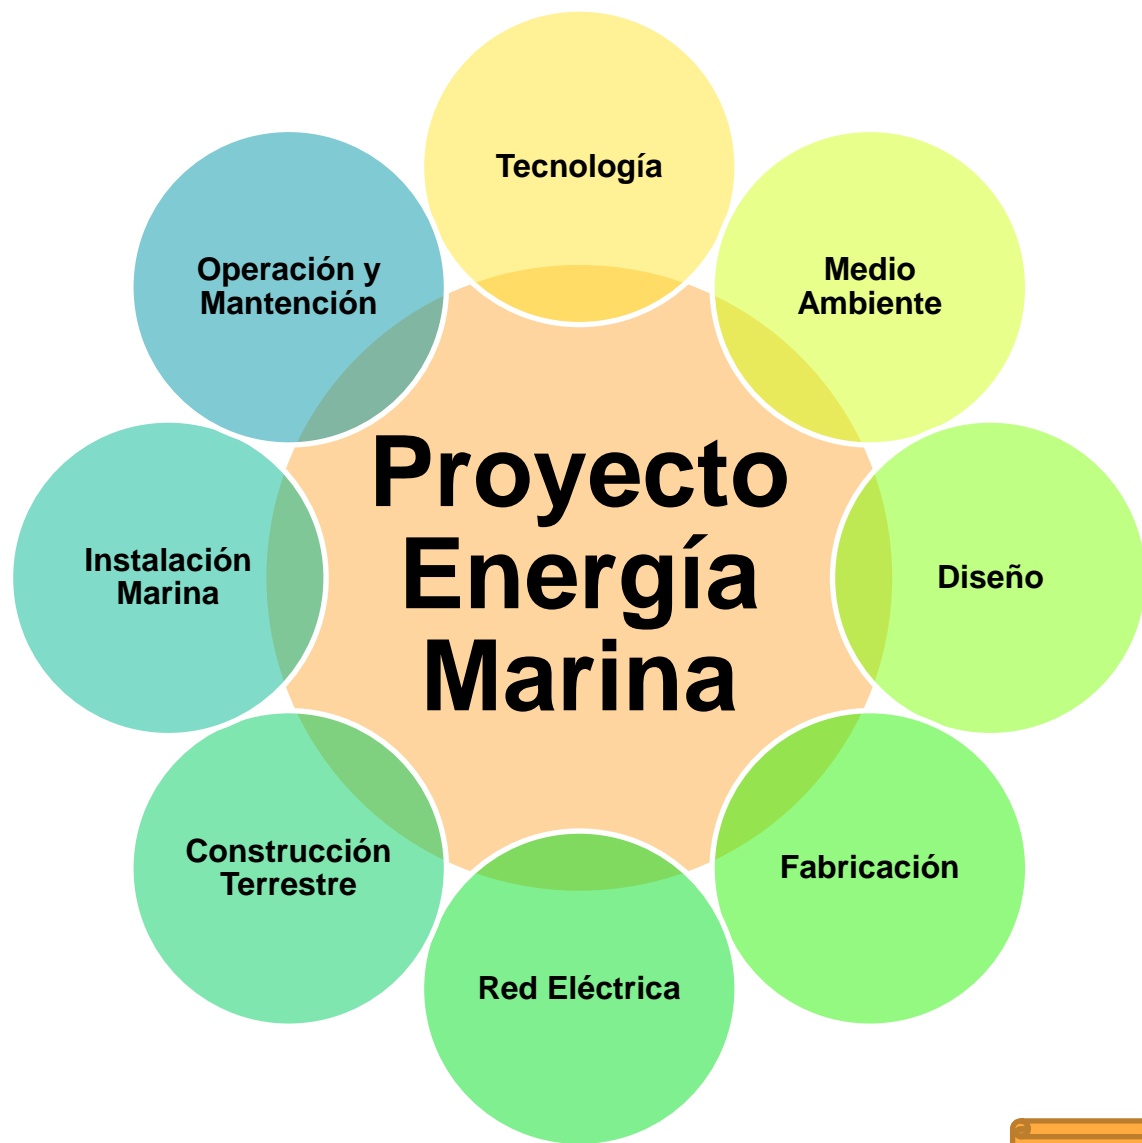 Tecnología
Medio
Ambiente
Diseño
Fabricación
Red Eléctrica
Construcción
Terrestre
Instalación
Marina
Operación y
Mantención
Proyecto
Energía
Marina